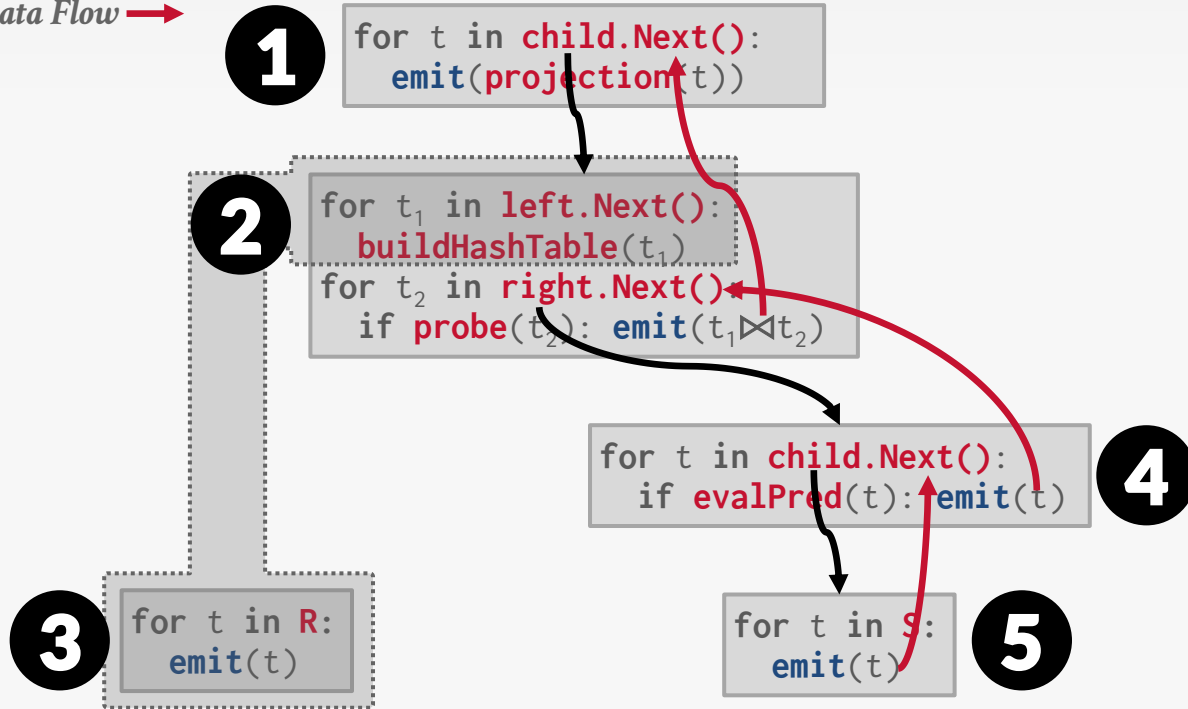 ata Flow
1
for t in child.Next():
emit(projection(t))
2
for t₁ in left.Next():
buildHashTable(t₁)
for t₂ in right.Next():
if probe(t₂): emit(t₁⨝t₂)
for t in child.Next():
if evalPred(t): emit(t)
4
3
for t in R:
emit(t)
for t in S:
emit(t)
5